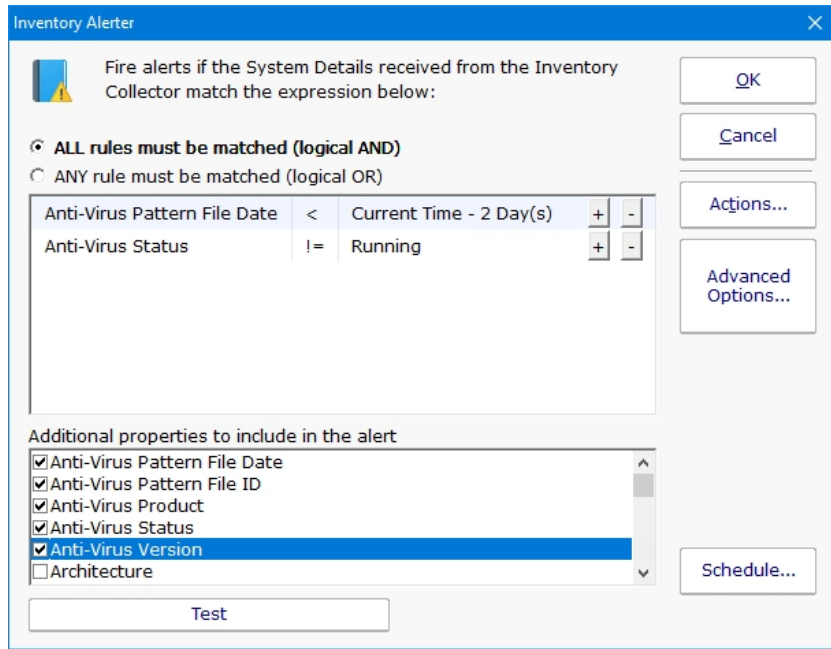 Inventory Alerter
Fire alerts if the System Details received from the Inventory
Collector match the expression below:
OK
Cancel
ALL rules must be matched (logical AND)
ANY rule must be matched (logical OR)
Anti-Virus Pattern File Date < Current Time - 2 Day(s) + -
Anti-Virus Status != Running + -
Actions...
Advanced
Options...
Additional properties to include in the alert
Anti-Virus Pattern File Date
Anti-Virus Pattern File ID
Anti-Virus Product
Anti-Virus Status
Anti-Virus Version
Architecture
Schedule...
Test